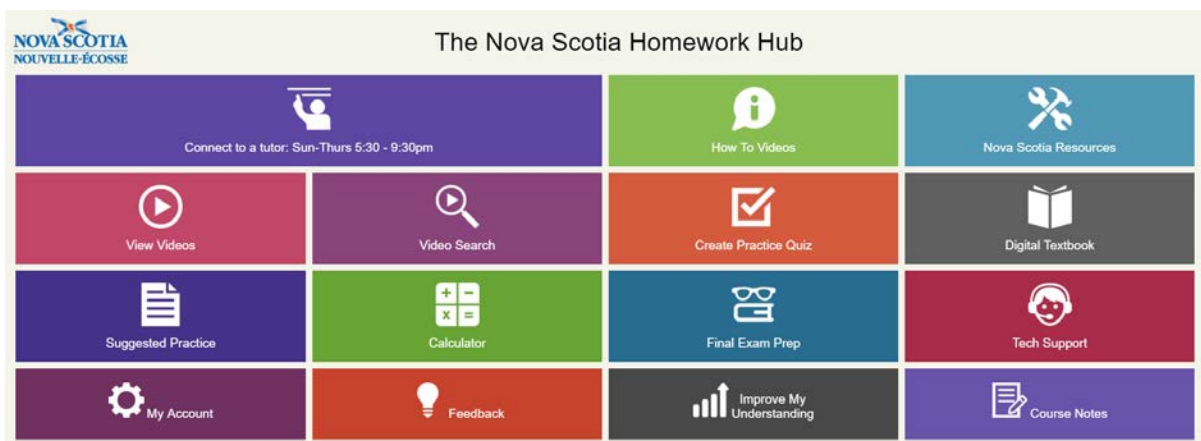 NOVA SCOTIA
NOUVELLE-ÉCOSSE
The Nova Scotia Homework Hub
Connect to a tutor: Sun-Thurs 5:30 - 9:30pm
How To Videos
Nova Scotia Resources
View Videos
Video Search
Create Practice Quiz
Digital Textbook
Suggested Practice
Calculator
Final Exam Prep
Tech Support
My Account
Feedback
Improve My
Understanding
Course Notes